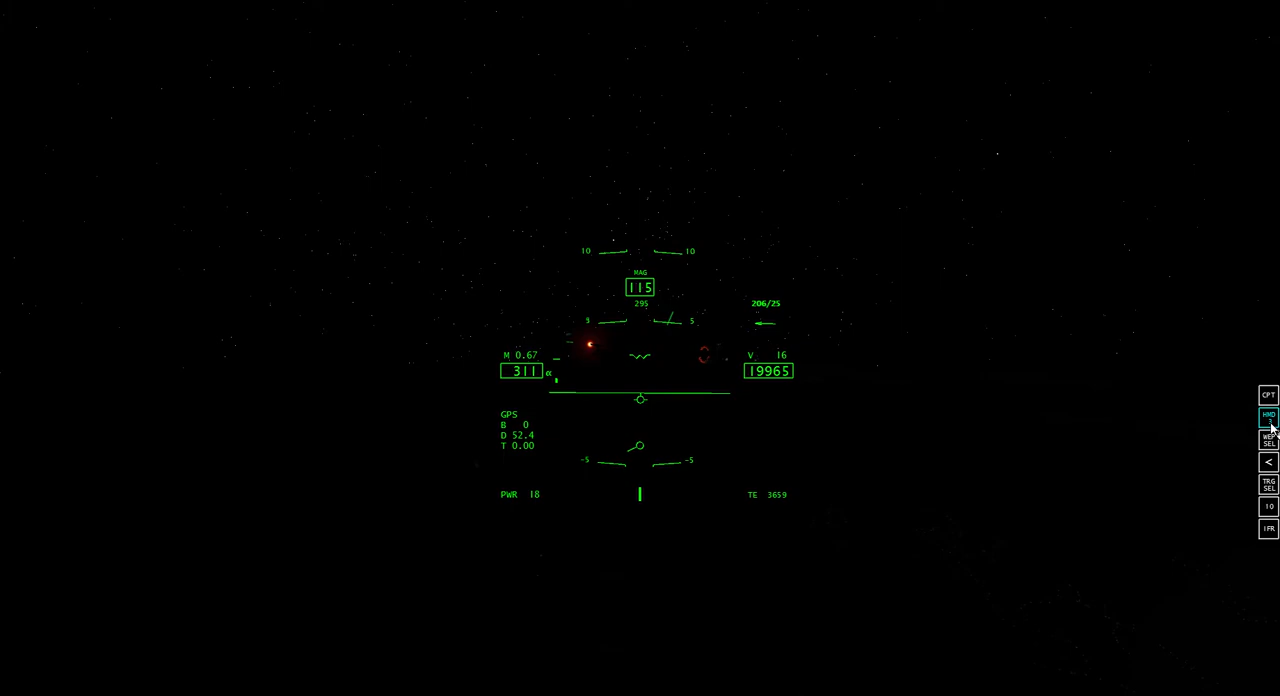 10 10
MAG
115
295
206/25
5 5
M 0.67
V 16
311 α
19965
GPS
B 0
D 52.4
T 0.00
-5 -5
PWR 18
TE 3659
CPT
HMD
3
WEP
SEL
<
TRG
SEL
IO
IFR